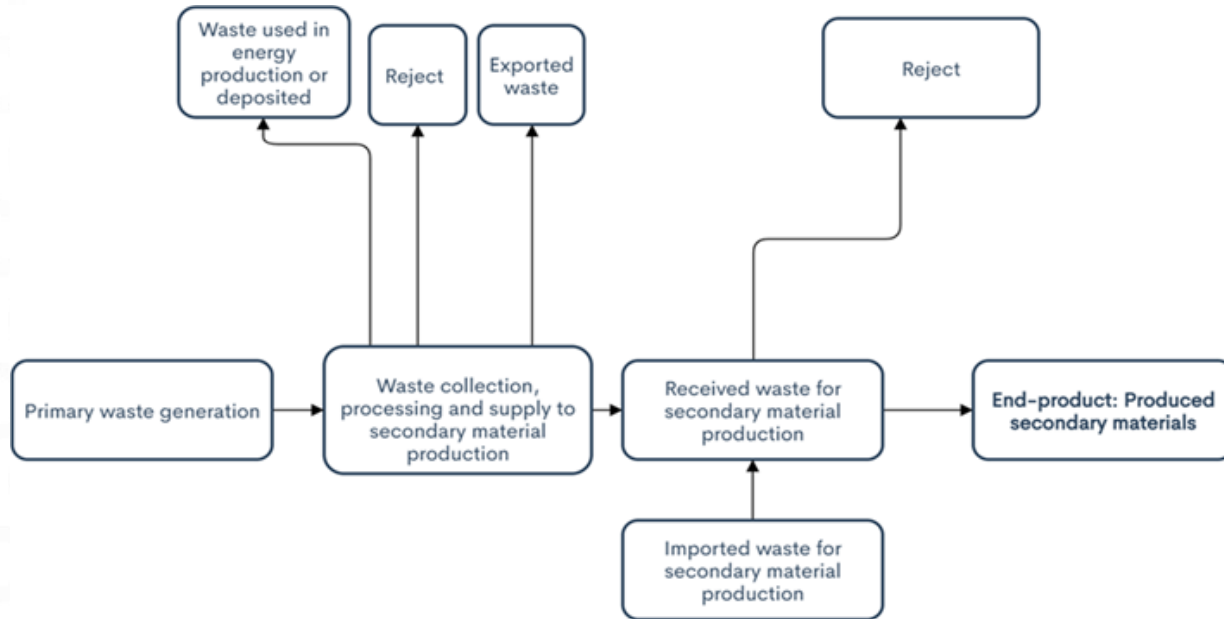 Waste used in
energy
production or
deposited
Reject
Exported
waste
Reject
Primary waste generation
Waste collection,
processing and supply to
secondary material
production
Received waste for
secondary material
production
End-product: Produced
secondary materials
Imported waste for
secondary material
production